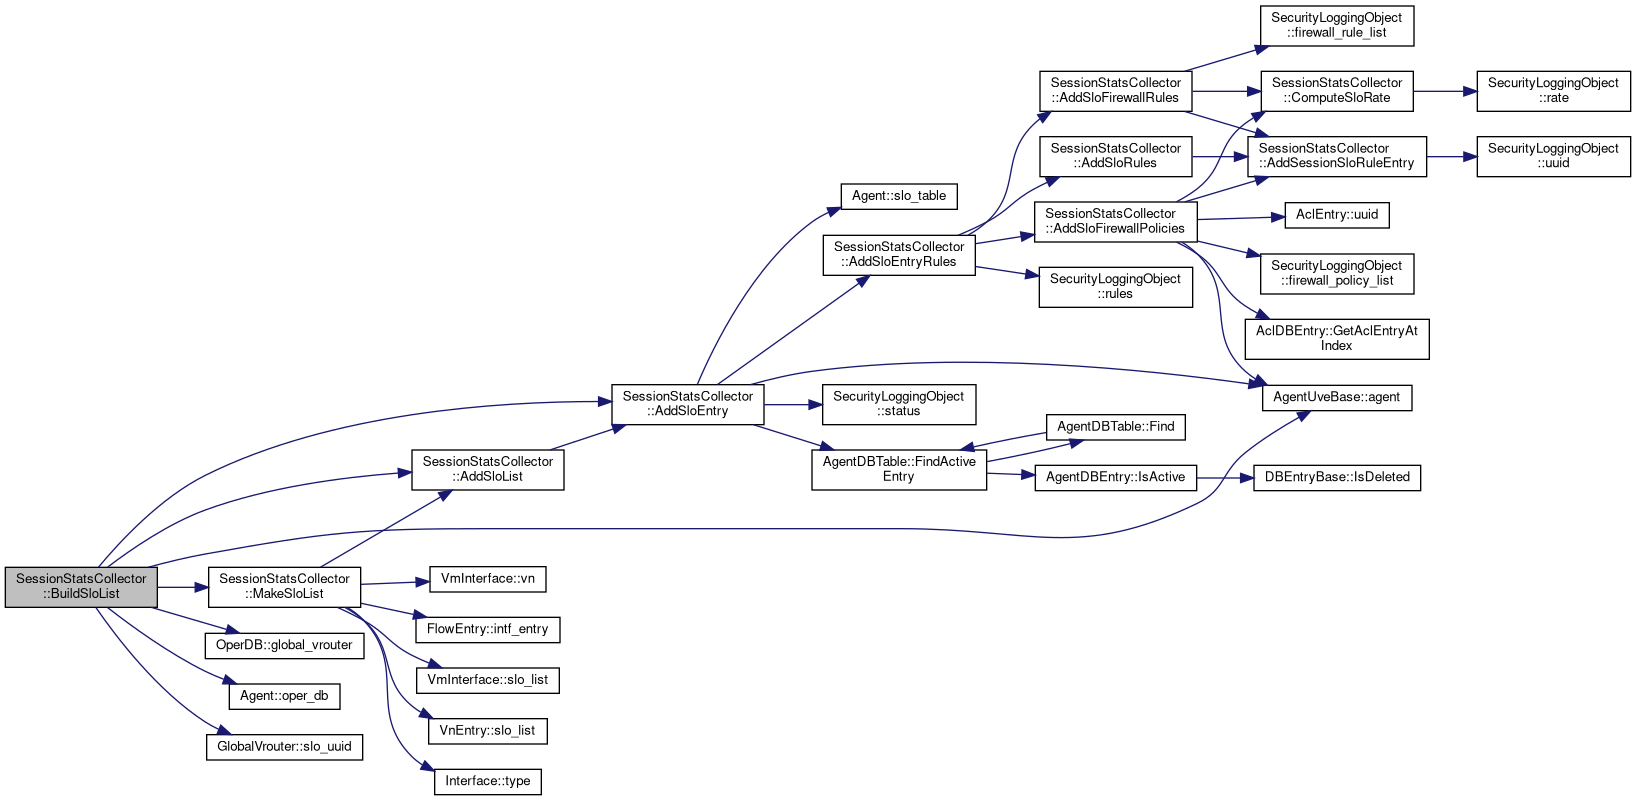 SecurityLoggingObject
::firewall_rule_list
SessionStatsCollector
::AddSloFirewallRules
SessionStatsCollector
::ComputeSloRate
SecurityLoggingObject
::rate
SessionStatsCollector
::AddSloRules
SessionStatsCollector
::AddSessionSloRuleEntry
SecurityLoggingObject
::uuid
Agent::slo_table
SessionStatsCollector
::AddSloFirewallPolicies
AclEntry::uuid
SessionStatsCollector
::AddSloEntryRules
SecurityLoggingObject
::rules
SecurityLoggingObject
::firewall_policy_list
AclDBEntry::GetAclEntryAt
Index
SessionStatsCollector
::AddSloEntry
SecurityLoggingObject
::status
AgentUveBase::agent
AgentDBTable::Find
SessionStatsCollector
::AddSloList
AgentDBTable::FindActive
Entry
AgentDBEntry::IsActive
DBEntryBase::IsDeleted
SessionStatsCollector
::BuildSloList
SessionStatsCollector
::MakeSloList
VmInterface::vn
FlowEntry::intf_entry
OperDB::global_vrouter
VmInterface::slo_list
Agent::oper_db
VnEntry::slo_list
GlobalVrouter::slo_uuid
Interface::type